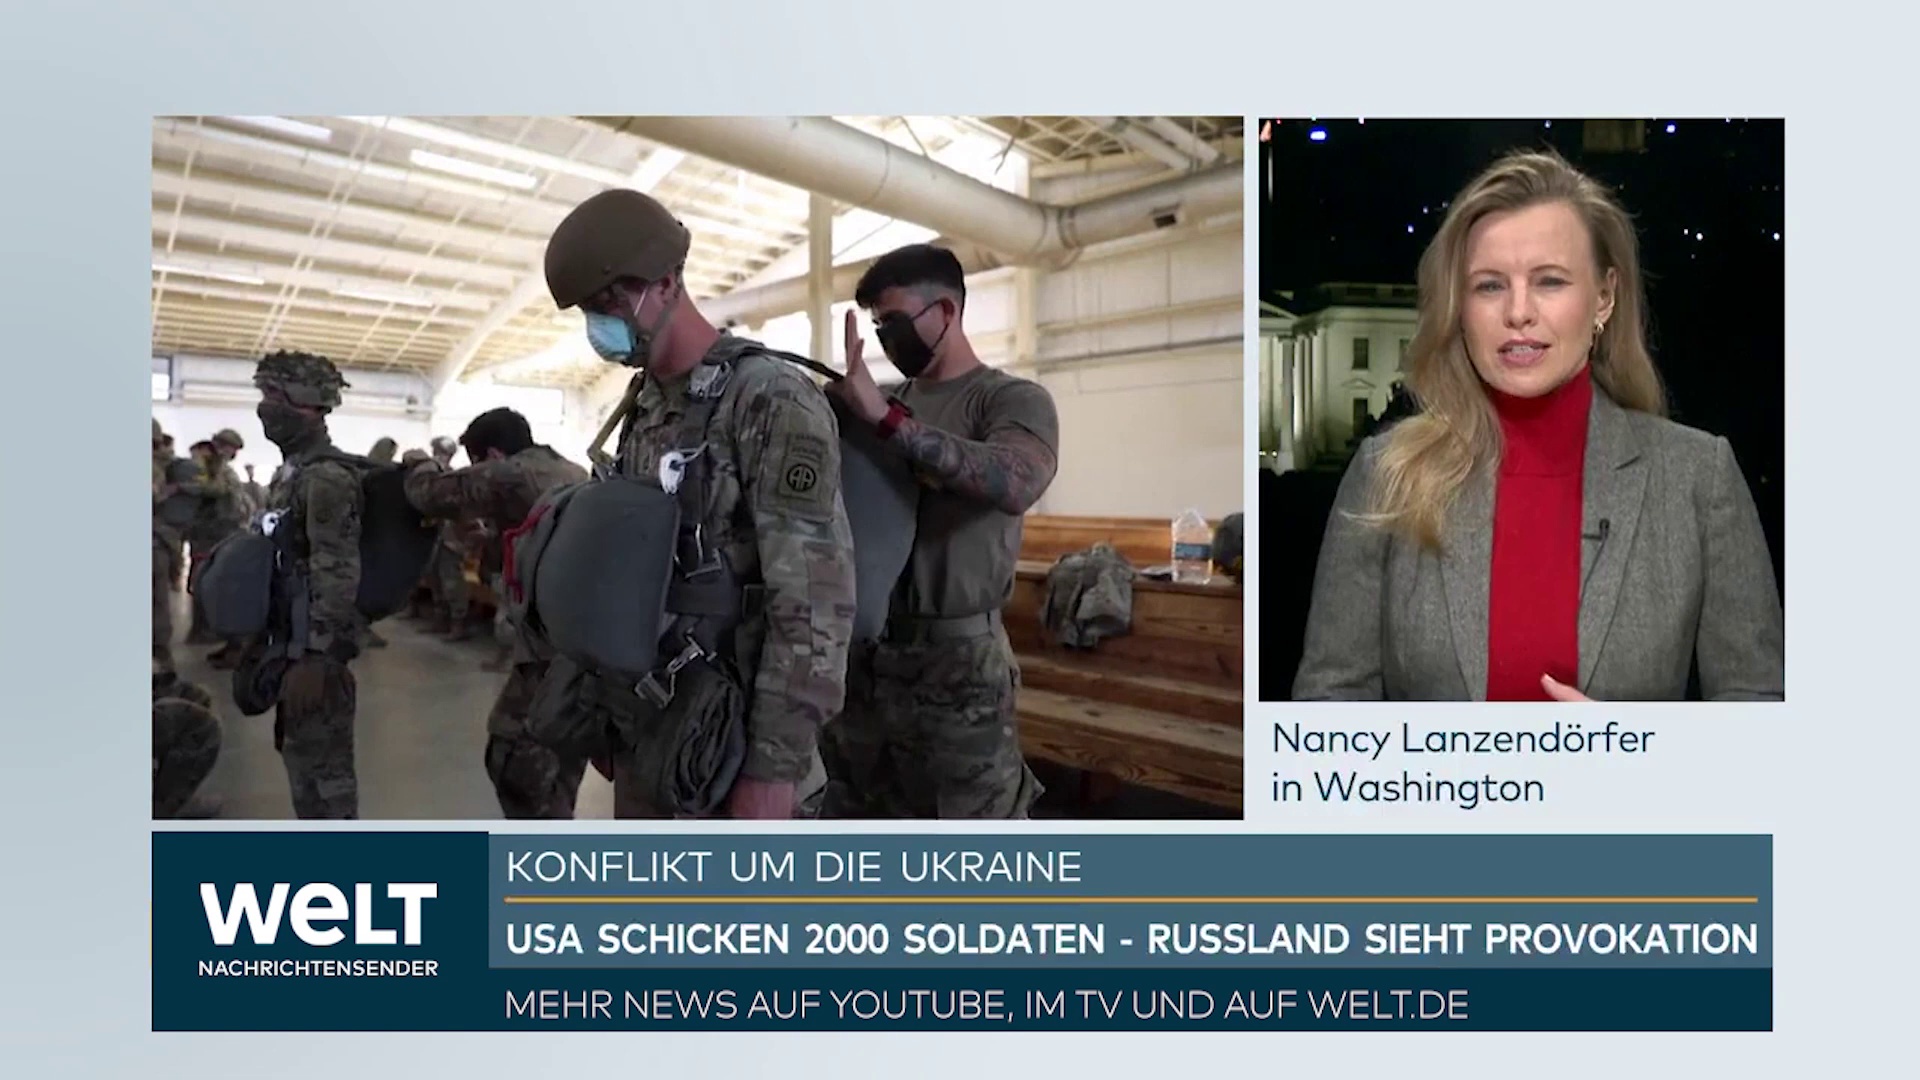 Nancy Lanzendörfer
in Washington
KONFLIKT UM DIE UKRAINE
USA SCHICKEN 2000 SOLDATEN - RUSSLAND SIEHT PROVOKATION
MEHR NEWS AUF YOUTUBE, IM TV UND AUF WELT.DE
WELT
NACHRICHTENSENDER